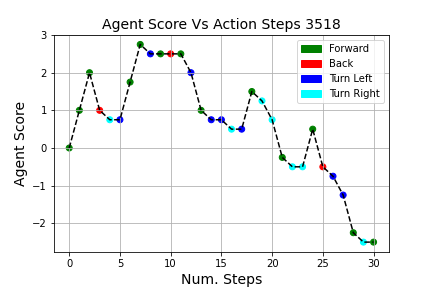 Agent Score Vs Action Steps 3518
Agent Score
3
2
1
0
−1
−2
Forward
Back
Turn Left
Turn Right
0 5 10 15 20 25 30
Num. Steps